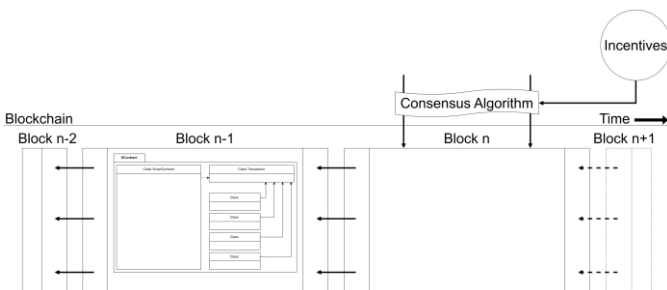 Incentives
Consensus Algorithm
Blockchain
Time
Block n-2
Block n-1
Block n
Block n+1
SContract
Class SmartContract
Class Transaction
Class
Class
Class
Class